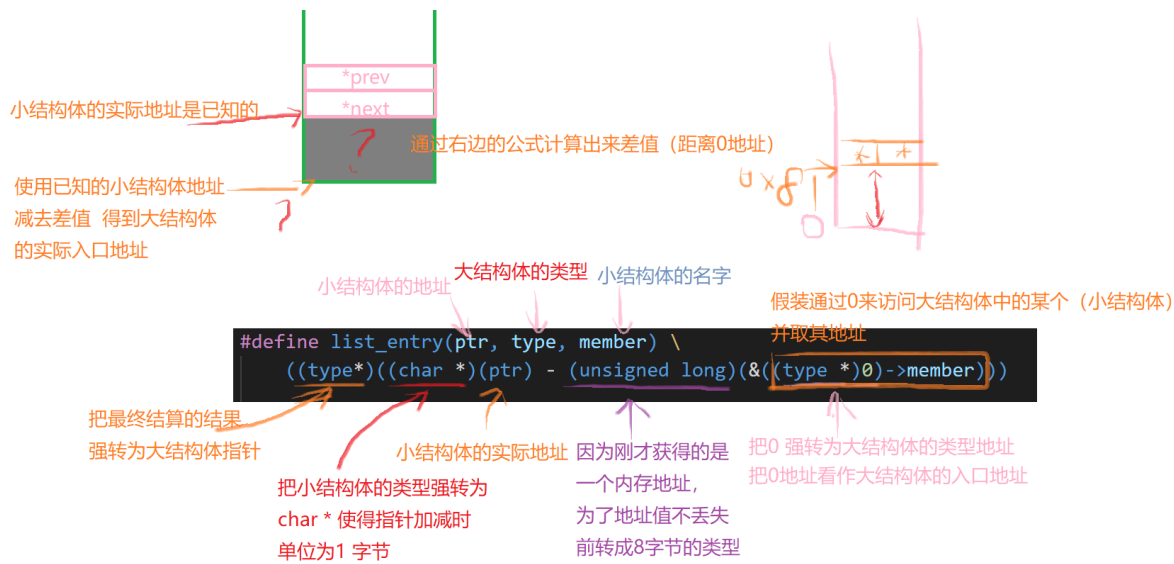 *prev
*next
小结构体的实际地址是已知的
?
通过右边的公式计算出来差值（距离0地址）
使用已知的小结构体地址
减去差值 得到大结构体
的实际入口地址
?
* *
0x8
0
小结构体的地址
大结构体的类型
小结构体的名字
假装通过0来访问大结构体中的某个（小结构体）
并取其地址
#define list_entry(ptr, type, member) \
((type*)((char *)(ptr) - (unsigned long)(&((type *)0)->member)))
把最终结算的结果
强转为大结构体指针
小结构体的实际地址
把小结构体的类型强转为
char * 使得指针加减时
单位为1 字节
因为刚才获得的是
一个内存地址，
为了地址值不丢失
前转成8字节的类型
把0 强转为大结构体的类型地址
把0地址看作大结构体的入口地址